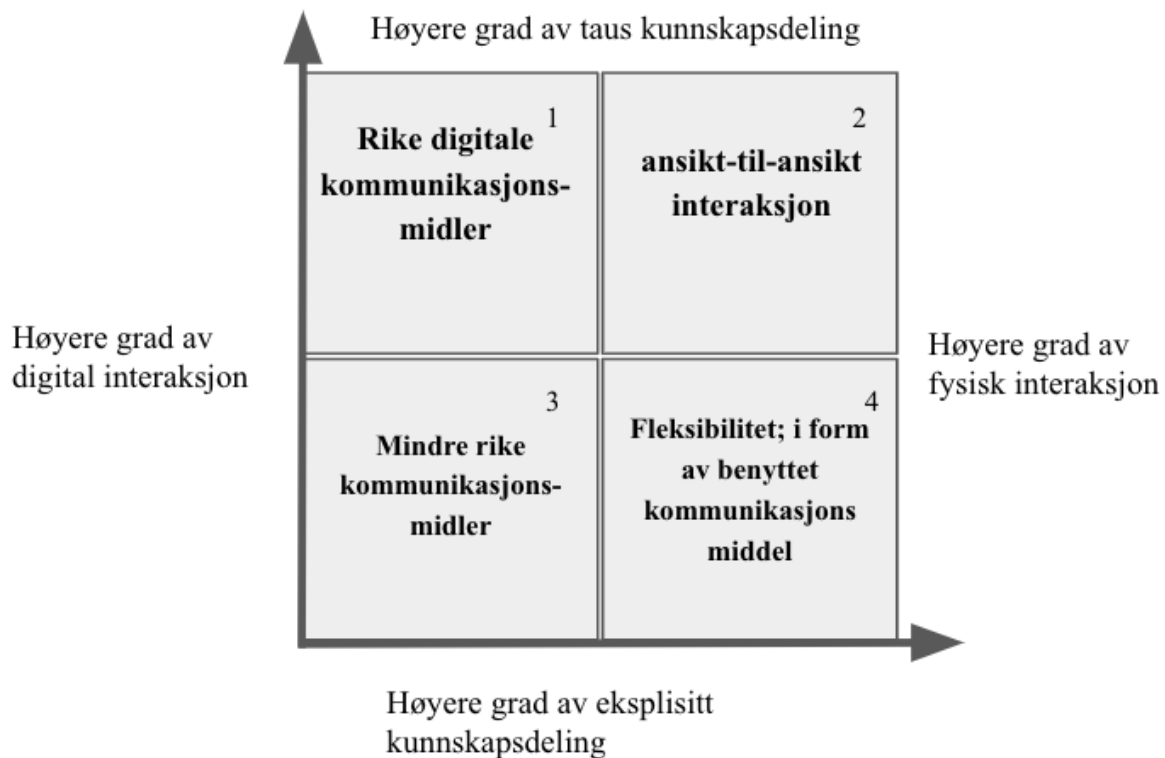 Høyere grad av taus kunnskapsdeling
1
Rike digitale
kommunikasjons-
midler
2
ansikt-til-ansikt
interaksjon
Høyere grad av
digital interaksjon
Høyere grad av
fysisk interaksjon
3
Mindre rike
kommunikasjons-
midler
4
Fleksibilitet; i form
av benyttet
kommunikasjons
middel
Høyere grad av eksplisitt
kunnskapsdeling